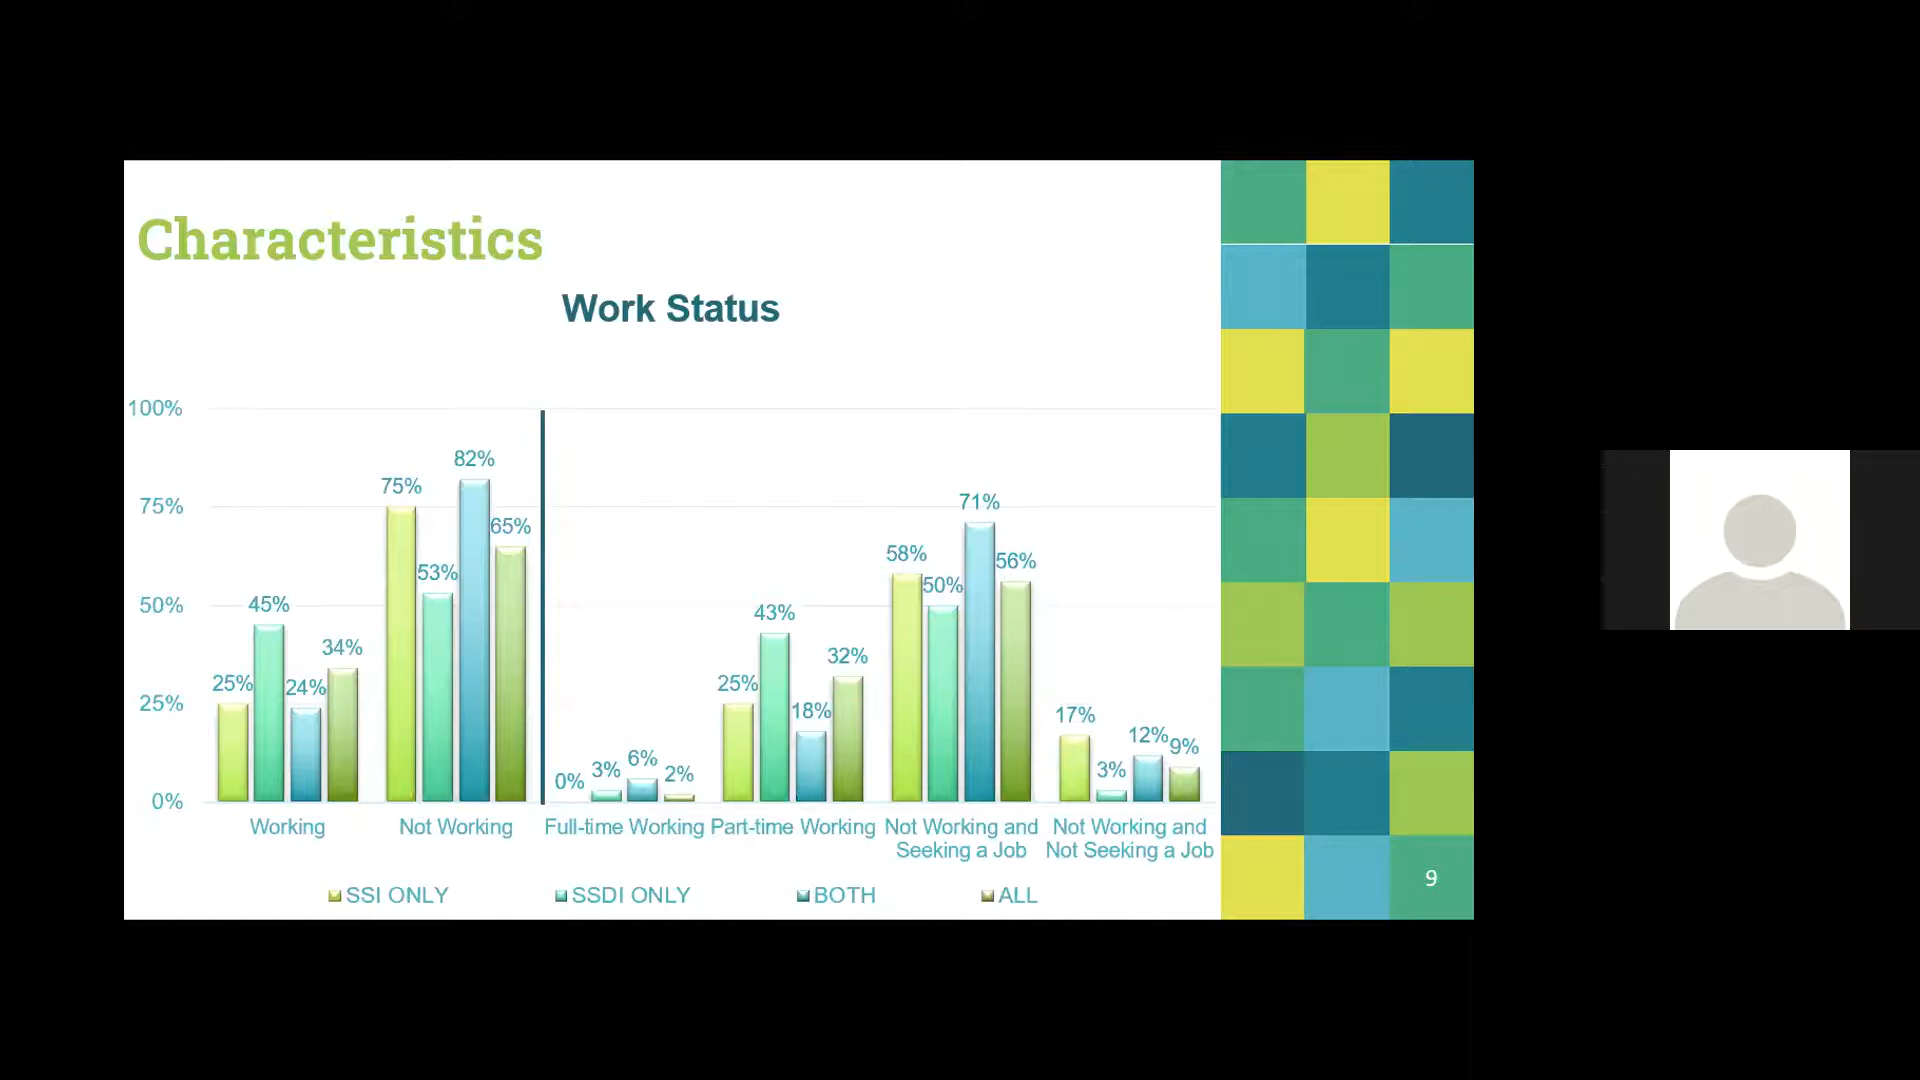 Characteristics
Work Status
100%
75%
50%
25%
0%
25%
45%
24%
34%
75%
53%
82%
65%
0%
3%
6%
2%
25%
43%
18%
32%
58%
50%
71%
56%
17%
3%
12%
9%
Working
Not Working
Full-time Working
Part-time Working
Not Working and
Seeking a Job
Not Working and
Not Seeking a Job
SSI ONLY
SSDI ONLY
BOTH
ALL
9